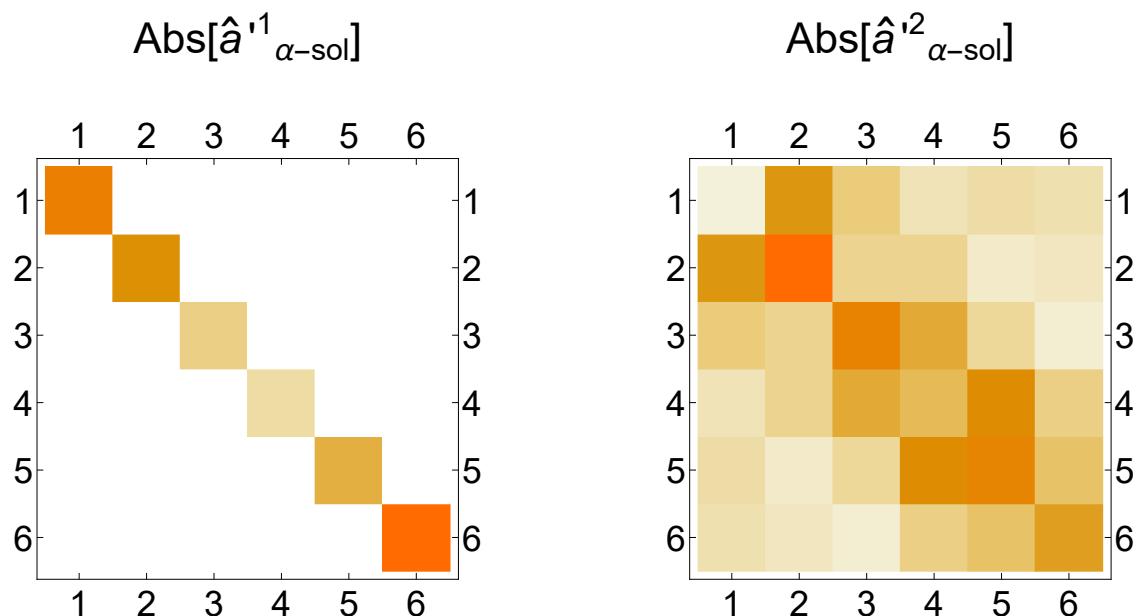 Abs[â'¹α−sol] Abs[â'²α−sol]
1 2 3 4 5 6 1 2 3 4 5 6
1 1 1 1
2 2 2 2
3 3 3 3
4 4 4 4
5 5 5 5
6 6 6 6
1 2 3 4 5 6 1 2 3 4 5 6